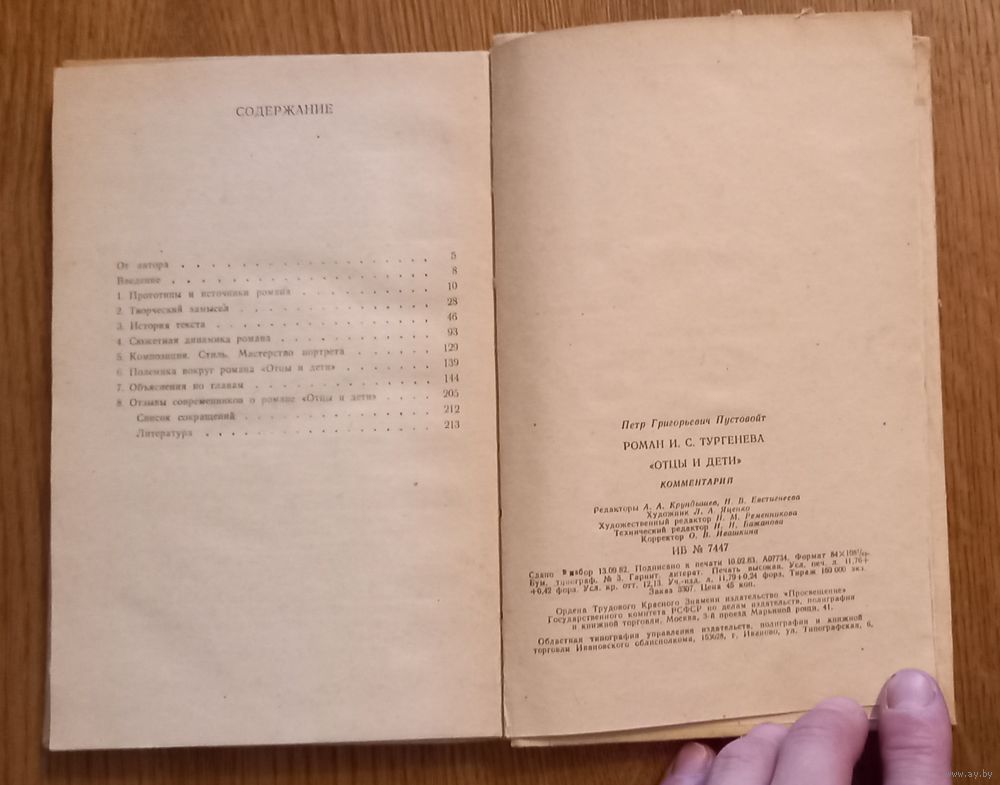 СОДЕРЖАНИЕ
От автора 5
Введение 8
1. Прототипы и источники романа 10
2. Творческий замысел 28
3. История текста 46
4. Сюжетная динамика романа 93
5. Композиция. Стиль. Мастерство портрета 129
6. Полемика вокруг романа «Отцы и дети» 139
7. Объяснения по главам 144
8. Отзывы современников о романе «Отцы и дети» 205
Список сокращений 212
Литература 213
Петр Григорьевич Пустовойт
РОМАН И. С. ТУРГЕНЕВА
«ОТЦЫ И ДЕТИ»
КОММЕНТАРИЙ
Редакторы А. А. Крундышев, Н. В. Евстигнеева
Художник Л. А. Яценко
Художественный редактор Н. М. Ременникова
Технический редактор Н. Н. Бажанова
Корректор О. В. Ивашкина
ИБ № 7447
Сдано в набор 13.09.82. Подписано к печати 10.02.83. А07734. Формат 84×108¹/₃₂.
Бум. типограф. № 3. Гарнит. литерат. Печать высокая. Усл. печ. л. 11,76+
+0,42 форз. Усл. кр. отт. 12,13. Уч.-изд. л. 11,79+0,24 форз. Тираж 160 000 экз.
Заказ 3307. Цена 45 коп.
Ордена Трудового Красного Знамени издательство «Просвещение»
Государственного комитета РСФСР по делам издательств, полиграфии
и книжной торговли. Москва, 3-й проезд Марьиной рощи, 41.
Областная типография управления издательств, полиграфии и книжной
торговли Ивановского облисполкома, 153628, г. Иваново, ул. Типографская, 6.
www.ay.by